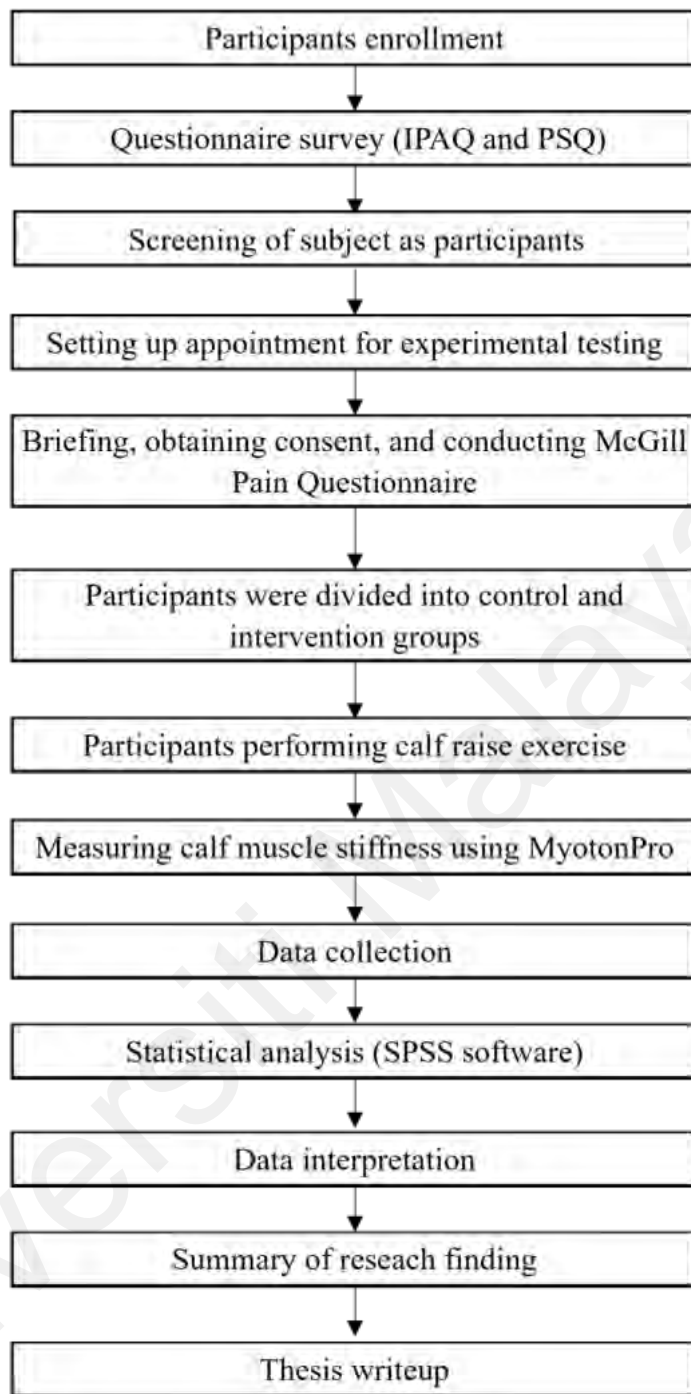 Participants enrollment
Questionnaire survey (IPAQ and PSQ)
Screening of subject as participants
Setting up appointment for experimental testing
Briefing, obtaining consent, and conducting McGill
Pain Questionnaire
Participants were divided into control and
intervention groups
Participants performing calf raise exercise
Measuring calf muscle stiffness using MyotonPro
Data collection
Statistical analysis (SPSS software)
Data interpretation
Summary of reseach finding
Thesis writeup
versiti Malaya